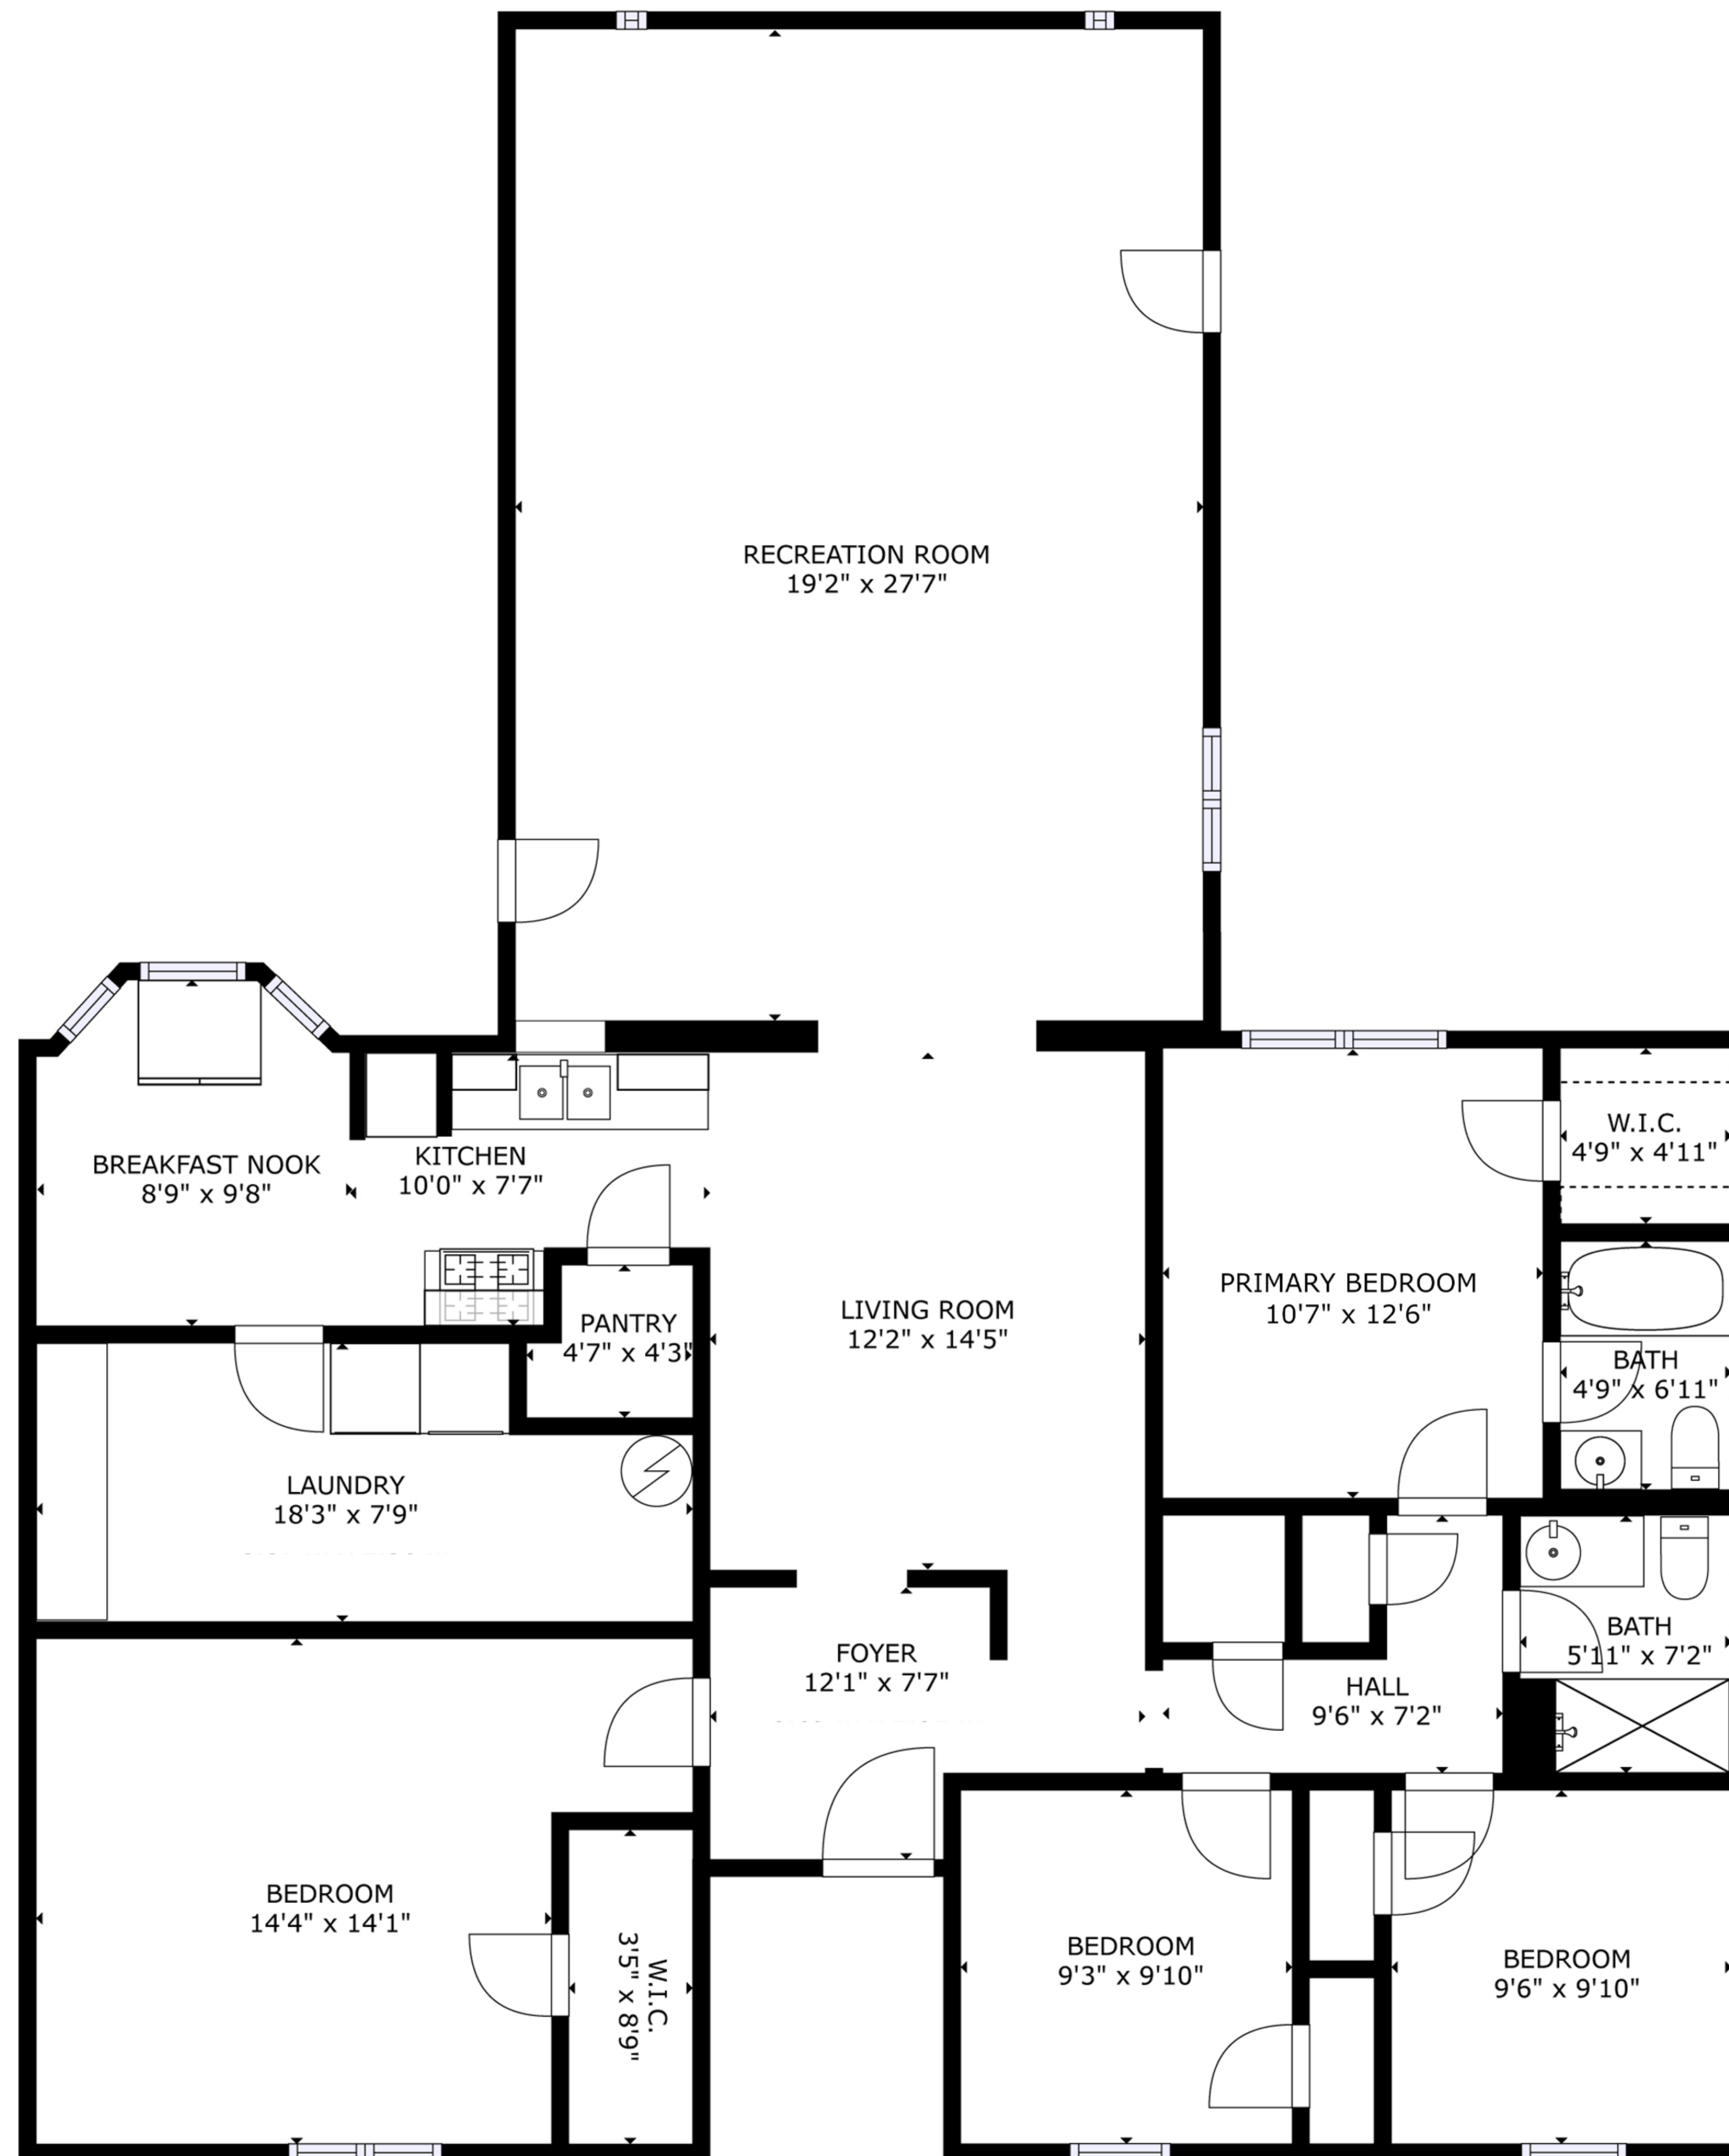 RECREATION ROOM
19'2" x 27'7"
BREAKFAST NOOK
8'9" x 9'8"
KITCHEN
10'0" x 7'7"
W.I.C.
4'9" x 4'11"
PRIMARY BEDROOM
10'7" x 12'6"
LIVING ROOM
12'2" x 14'5"
PANTRY
4'7" x 4'3"
BATH
4'9" x 6'11"
LAUNDRY
18'3" x 7'9"
BATH
5'11" x 7'2"
FOYER
12'1" x 7'7"
HALL
9'6" x 7'2"
BEDROOM
14'4" x 14'1"
W.I.C.
3'5" x 8'9"
BEDROOM
9'3" x 9'10"
BEDROOM
9'6" x 9'10"